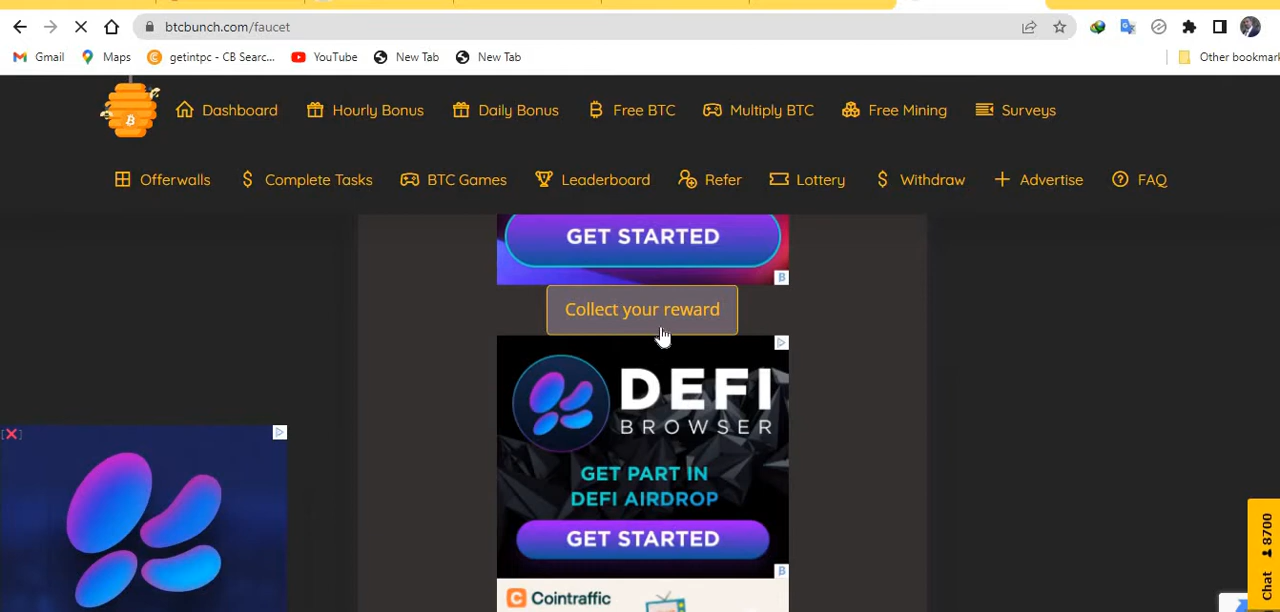 btcbunch.com/faucet
Gmail Maps getintpc - CB Searc... YouTube New Tab New Tab Other bookmar
Dashboard Hourly Bonus Daily Bonus Free BTC Multiply BTC Free Mining Surveys
Offerwalls Complete Tasks BTC Games Leaderboard Refer Lottery Withdraw Advertise FAQ
GET STARTED
Collect your reward
DEFI
BROWSER
GET PART IN
DEFI AIRDROP
GET STARTED
Cointraffic
Chat 8700